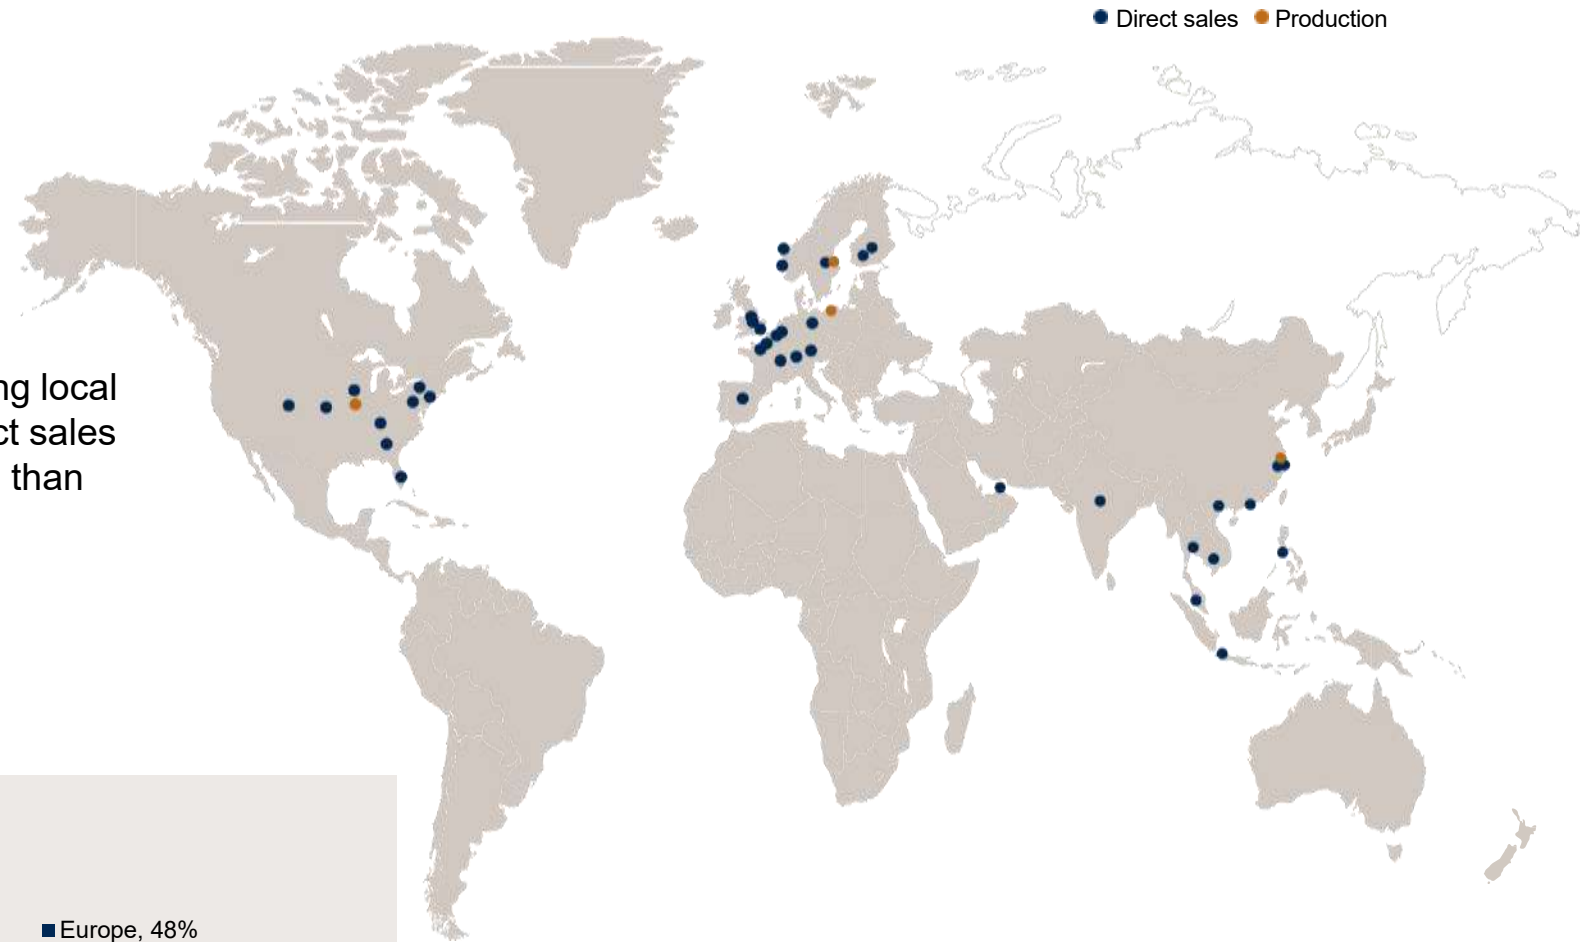 Direct sales Production
ng local
ct sales
than
Europe, 48%